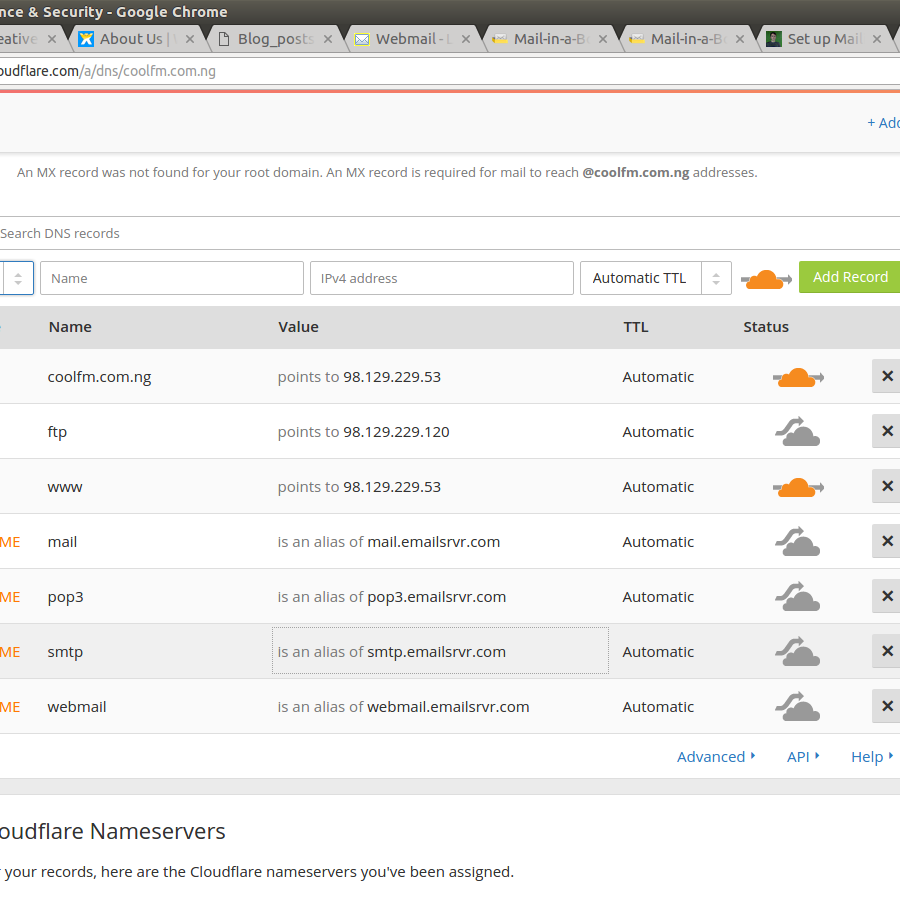 nce & Security - Google Chrome
eative × About Us | × Blog_posts × Webmail - × Mail-in-a-B × Mail-in-a-B × Set up Mail ×
oudflare.com/a/dns/coolfm.com.ng
+ Add
An MX record was not found for your root domain. An MX record is required for mail to reach @coolfm.com.ng addresses.
Search DNS records
Name IPv4 address Automatic TTL Add Record
Name Value TTL Status
coolfm.com.ng points to 98.129.229.53 Automatic ×
ftp points to 98.129.229.120 Automatic ×
www points to 98.129.229.53 Automatic ×
ME mail is an alias of mail.emailsrvr.com Automatic ×
ME pop3 is an alias of pop3.emailsrvr.com Automatic ×
ME smtp is an alias of smtp.emailsrvr.com Automatic ×
ME webmail is an alias of webmail.emailsrvr.com Automatic ×
Advanced API Help
oudflare Nameservers
your records, here are the Cloudflare nameservers you've been assigned.